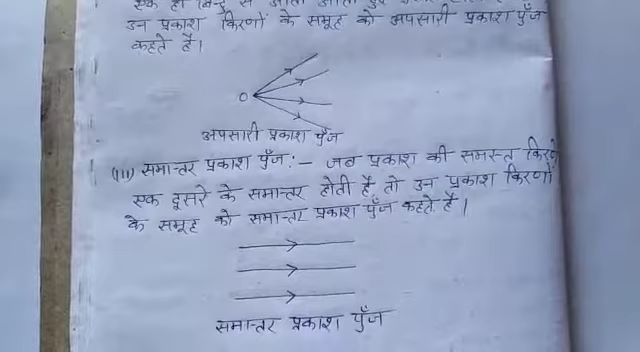 उन प्रकाश किरणों के समूह को अपसारी प्रकाश पुँज
कहते है।
O
अपसारी प्रकाश पुँज
(III) समान्तर प्रकाश पुँज :- जब प्रकाश की समस्त किरणे
एक दूसरे के समान्तर होती है, तो उन प्रकाश किरणों
के समूह को समान्तर प्रकाश पुँज कहते है।
समान्तर प्रकाश पुँज